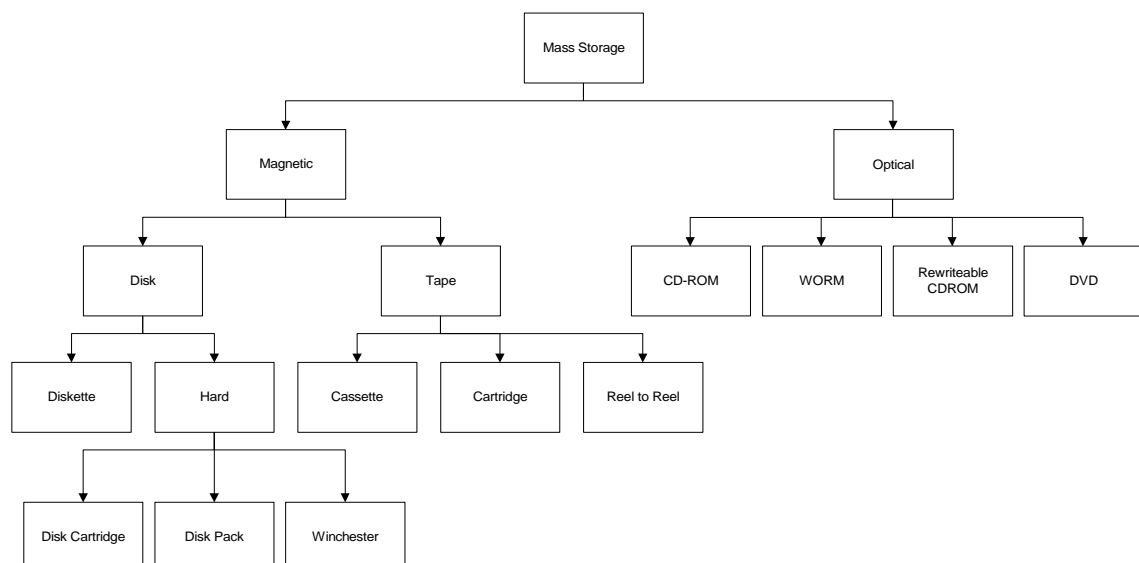 Mass Storage
Magnetic
Optical
Disk
Tape
CD-ROM
WORM
Rewriteable
CDROM
DVD
Diskette
Hard
Cassette
Cartridge
Reel to Reel
Disk Cartridge
Disk Pack
Winchester